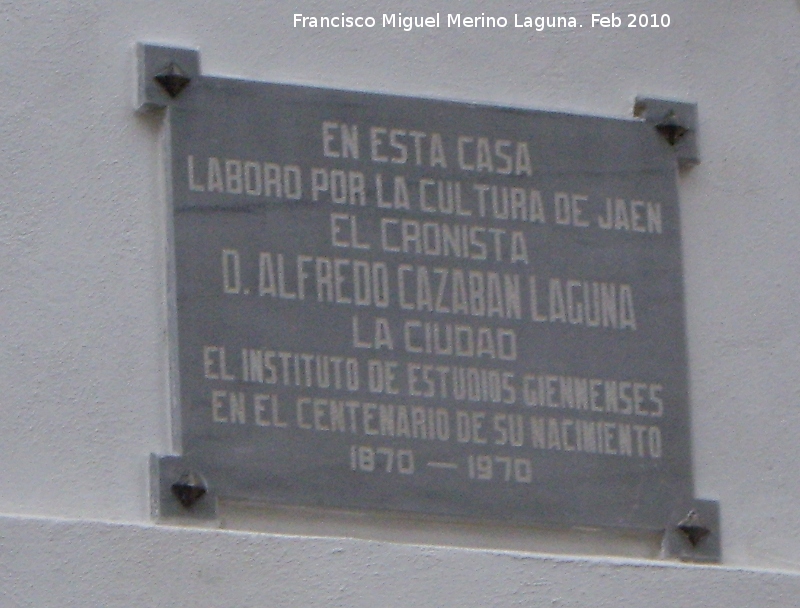 Francisco Miguel Merino Laguna. Feb 2010
EN ESTA CASA
LABORO POR LA CULTURA DE JAEN
EL CRONISTA
D. ALFREDO CAZABAN LAGUNA
LA CIUDAD
EL INSTITUTO DE ESTUDIOS GIENNENSES
EN EL CENTENARIO DE SU NACIMIENTO
1870 — 1970